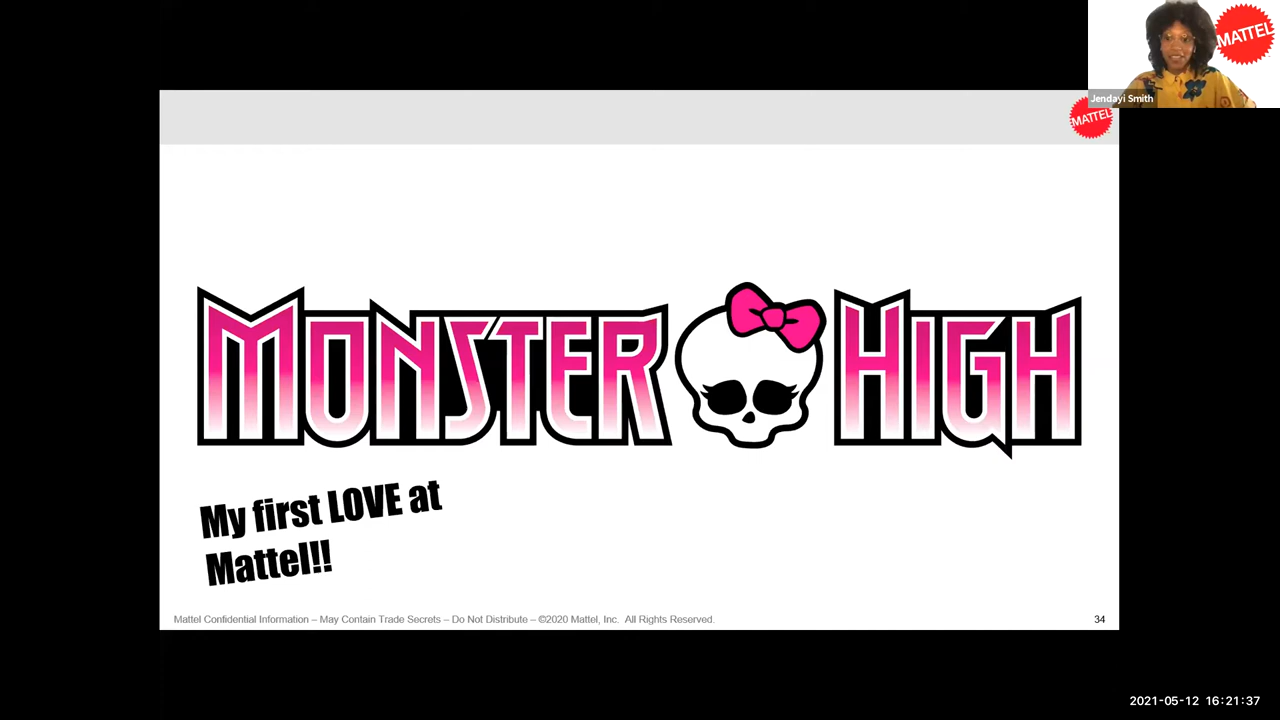 MATTEL
Jendayi Smith
MATTEL
MONSTER HIGH
My first LOVE at
Mattel!!
Mattel Confidential Information – May Contain Trade Secrets – Do Not Distribute – ©2020 Mattel, Inc. All Rights Reserved.
34
2021-05-12 16:21:37